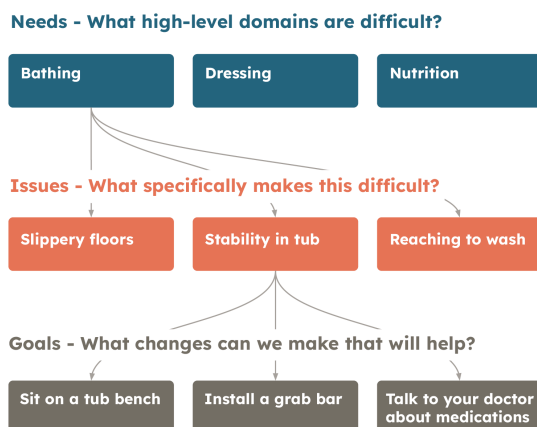 Needs - What high-level domains are difficult?
Bathing
Dressing
Nutrition
Issues - What specifically makes this difficult?
Slippery floors
Stability in tub
Reaching to wash
Goals - What changes can we make that will help?
Sit on a tub bench
Install a grab bar
Talk to your doctor
about medications